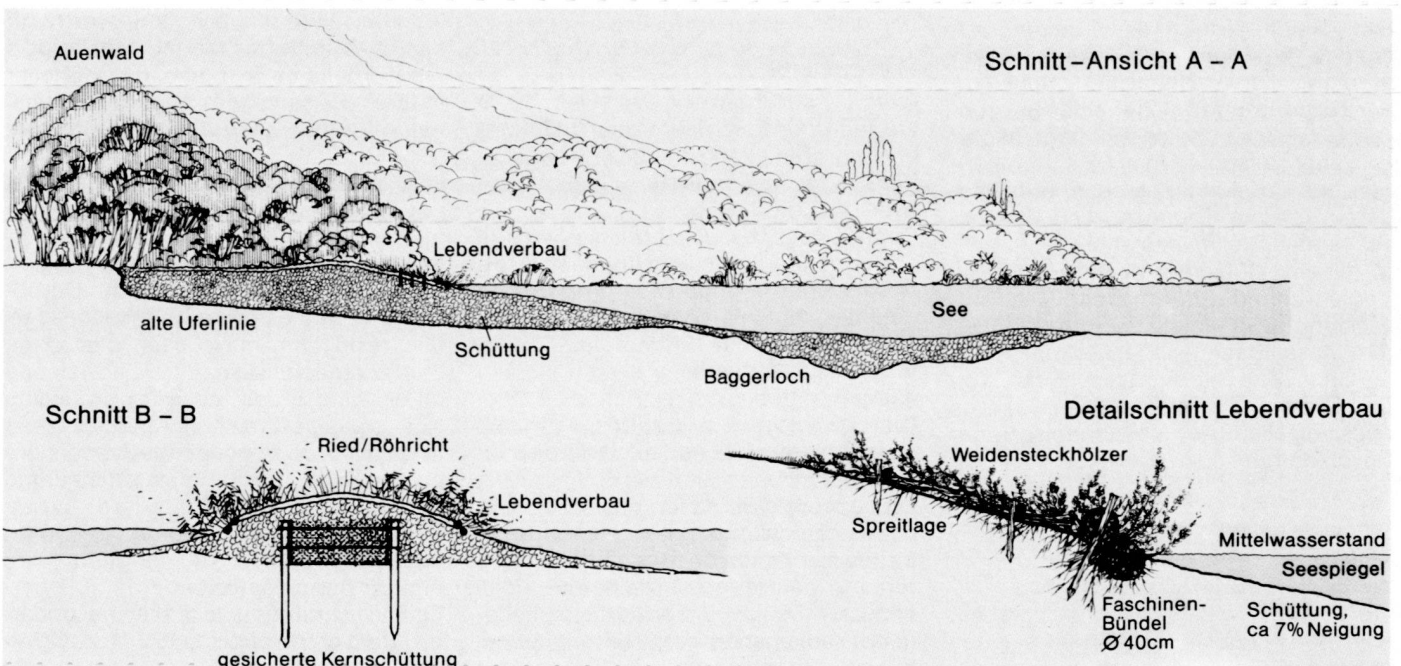 Auenwald
Schnitt-Ansicht A - A
Lebendverbau
alte Uferlinie
Schüttung
See
Baggerloch
Schnitt B - B
Ried/Röhricht
Lebendverbau
gesicherte Kernschüttung
Detailschnitt Lebendverbau
Weidensteckhölzer
Spreitlage
Mittelwasserstand
Seespiegel
Faschinen-
Bündel
Ø 40cm
Schüttung,
ca 7% Neigung